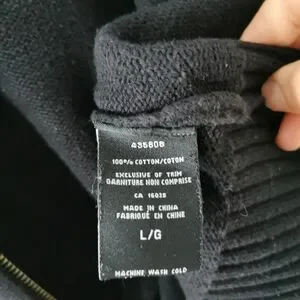 435808
100% COTTON/COTON
EXCLUSIVE OF TRIM
GARNITURE NON COMPRISE
CA 16035
MADE IN CHINA
FABRIQUÉ EN CHINE
L/G
MACHINE WASH COLD